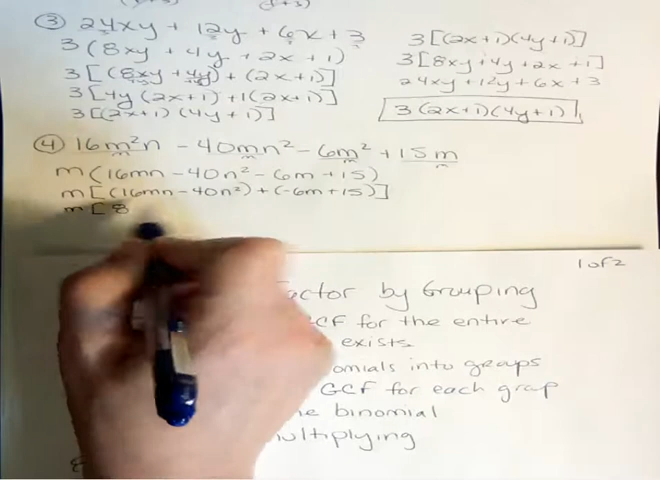 ③ 24xy + 12y + 6x + 3
3(8xy + 4y + 2x + 1)
3[(8xy + 4y) + (2x + 1)]
3[4y(2x+1) + 1(2x+1)]
3[(2x+1)(4y+1)]
3[(2x+1)(4y+1)]
3[8xy+4y+2x+1]
24xy+12y+6x+3
3(2x+1)(4y+1)
④ 16m²n - 40mn² - 6m² + 15m
m(16mn - 40n² - 6m + 15)
m[(16mn - 40n²) + (-6m + 15)]
m[8
1 of 2
Factor by Grouping
GCF for the entire
exists
into groups
GCF for each group
binomial